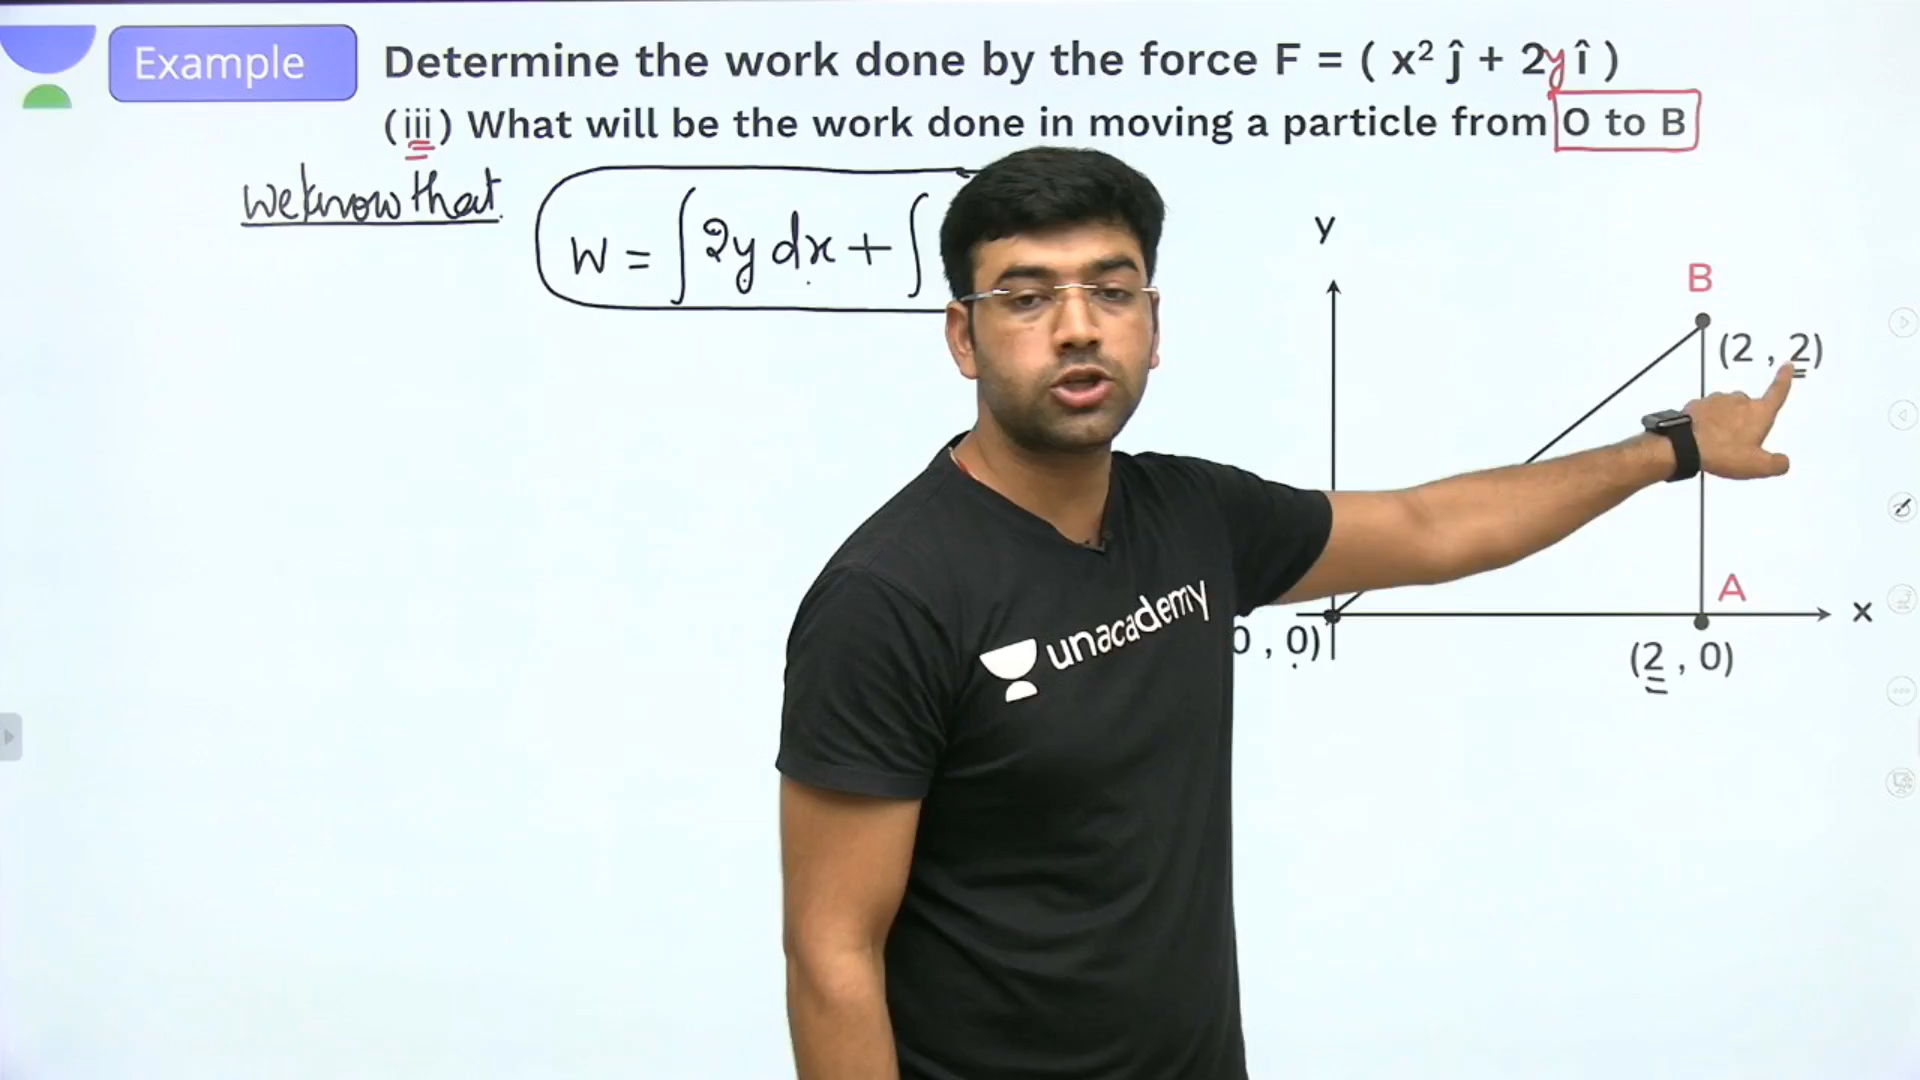 Example
Determine the work done by the force F = ( x² ĵ + 2y î )
(iii) What will be the work done in moving a particle from O to B
We know that
W = ∫ 2y dx + ∫
y
B
(2 , 2)
A
x
0 , 0)
(2 , 0)
unacademy